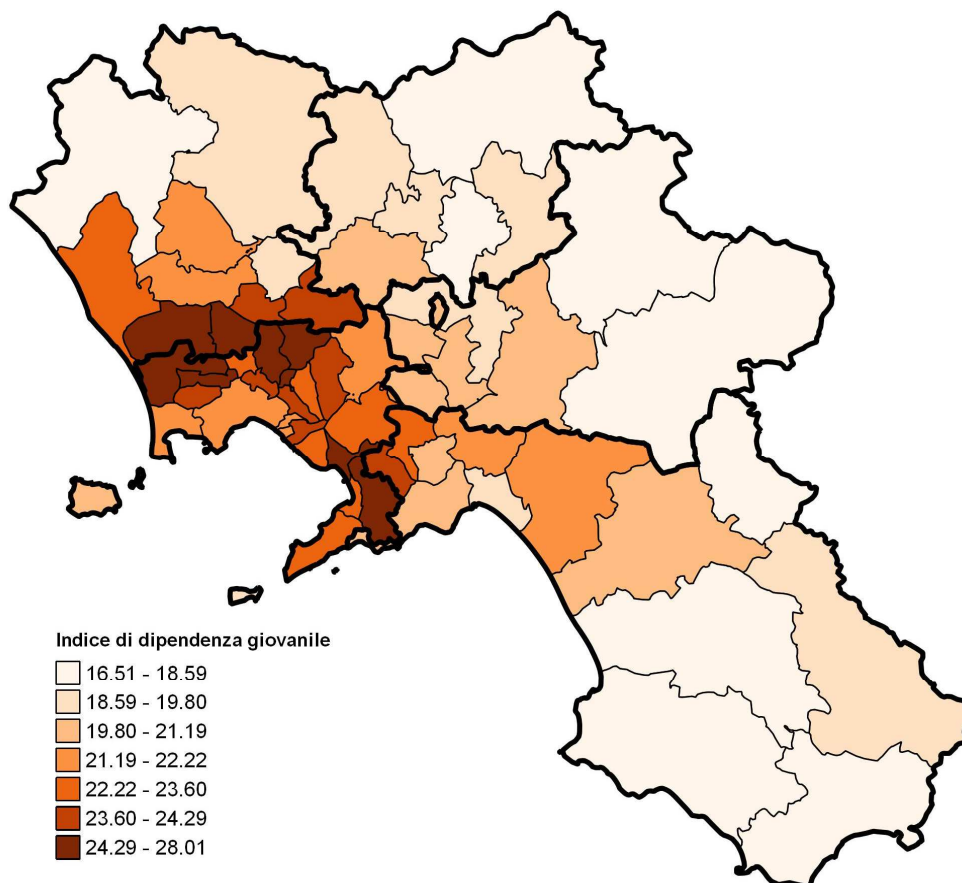 Indice di dipendenza giovanile
16.51 - 18.59
18.59 - 19.80
19.80 - 21.19
21.19 - 22.22
22.22 - 23.60
23.60 - 24.29
24.29 - 28.01